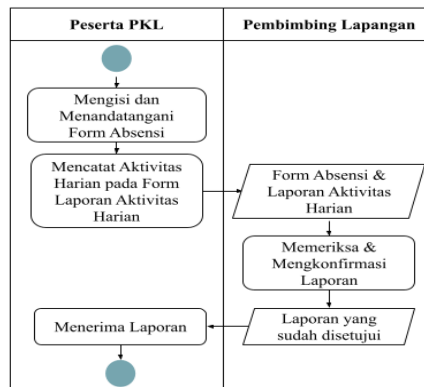 Peserta PKL
Pembimbing Lapangan
Mengisi dan
Menandatangani
Form Absensi
Mencatat Aktivitas
Harian pada Form
Laporan Aktivitas
Harian
Form Absensi &
Laporan Aktivitas
Harian
Memeriksa &
Mengkonfirmasi
Laporan
Laporan yang
sudah disetujui
Menerima Laporan